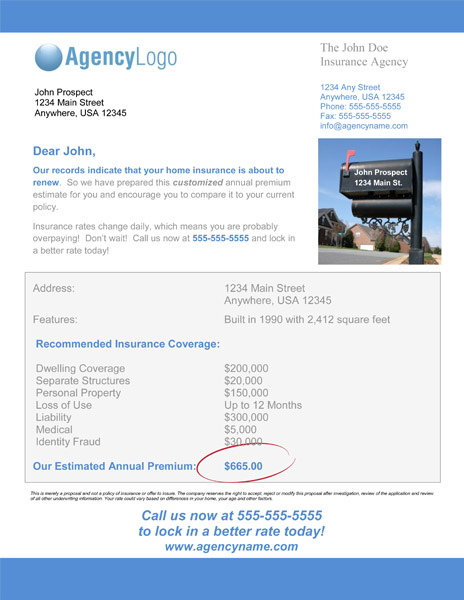 AgencyLogo
The John Doe
Insurance Agency
John Prospect
1234 Main Street
Anywhere, USA 12345
1234 Any Street
Anywhere, USA 12345
Phone: 555-555-5555
Fax: 555-555-5555
info@agencyname.com
Dear John,
Our records indicate that your home insurance is about to
renew. So we have prepared this customized annual premium
estimate for you and encourage you to compare it to your current
policy.
Insurance rates change daily, which means you are probably
overpaying! Don't wait! Call us now at 555-555-5555 and lock in
a better rate today!
John Prospect
1234 Main St.
Address: 1234 Main Street
Anywhere, USA 12345
Features: Built in 1990 with 2,412 square feet
Recommended Insurance Coverage:
Dwelling Coverage $200,000
Separate Structures $20,000
Personal Property $150,000
Loss of Use Up to 12 Months
Liability $300,000
Medical $5,000
Identity Fraud $30,000
Our Estimated Annual Premium: $665.00
This is merely a proposal and not a policy of insurance or offer to insure. The company reserves the right to accept, reject or modify this proposal after investigation, review of the application and review
of all other underwriting information. Your rate could vary based on differences in your home, your age and other factors.
Call us now at 555-555-5555
to lock in a better rate today!
www.agencyname.com